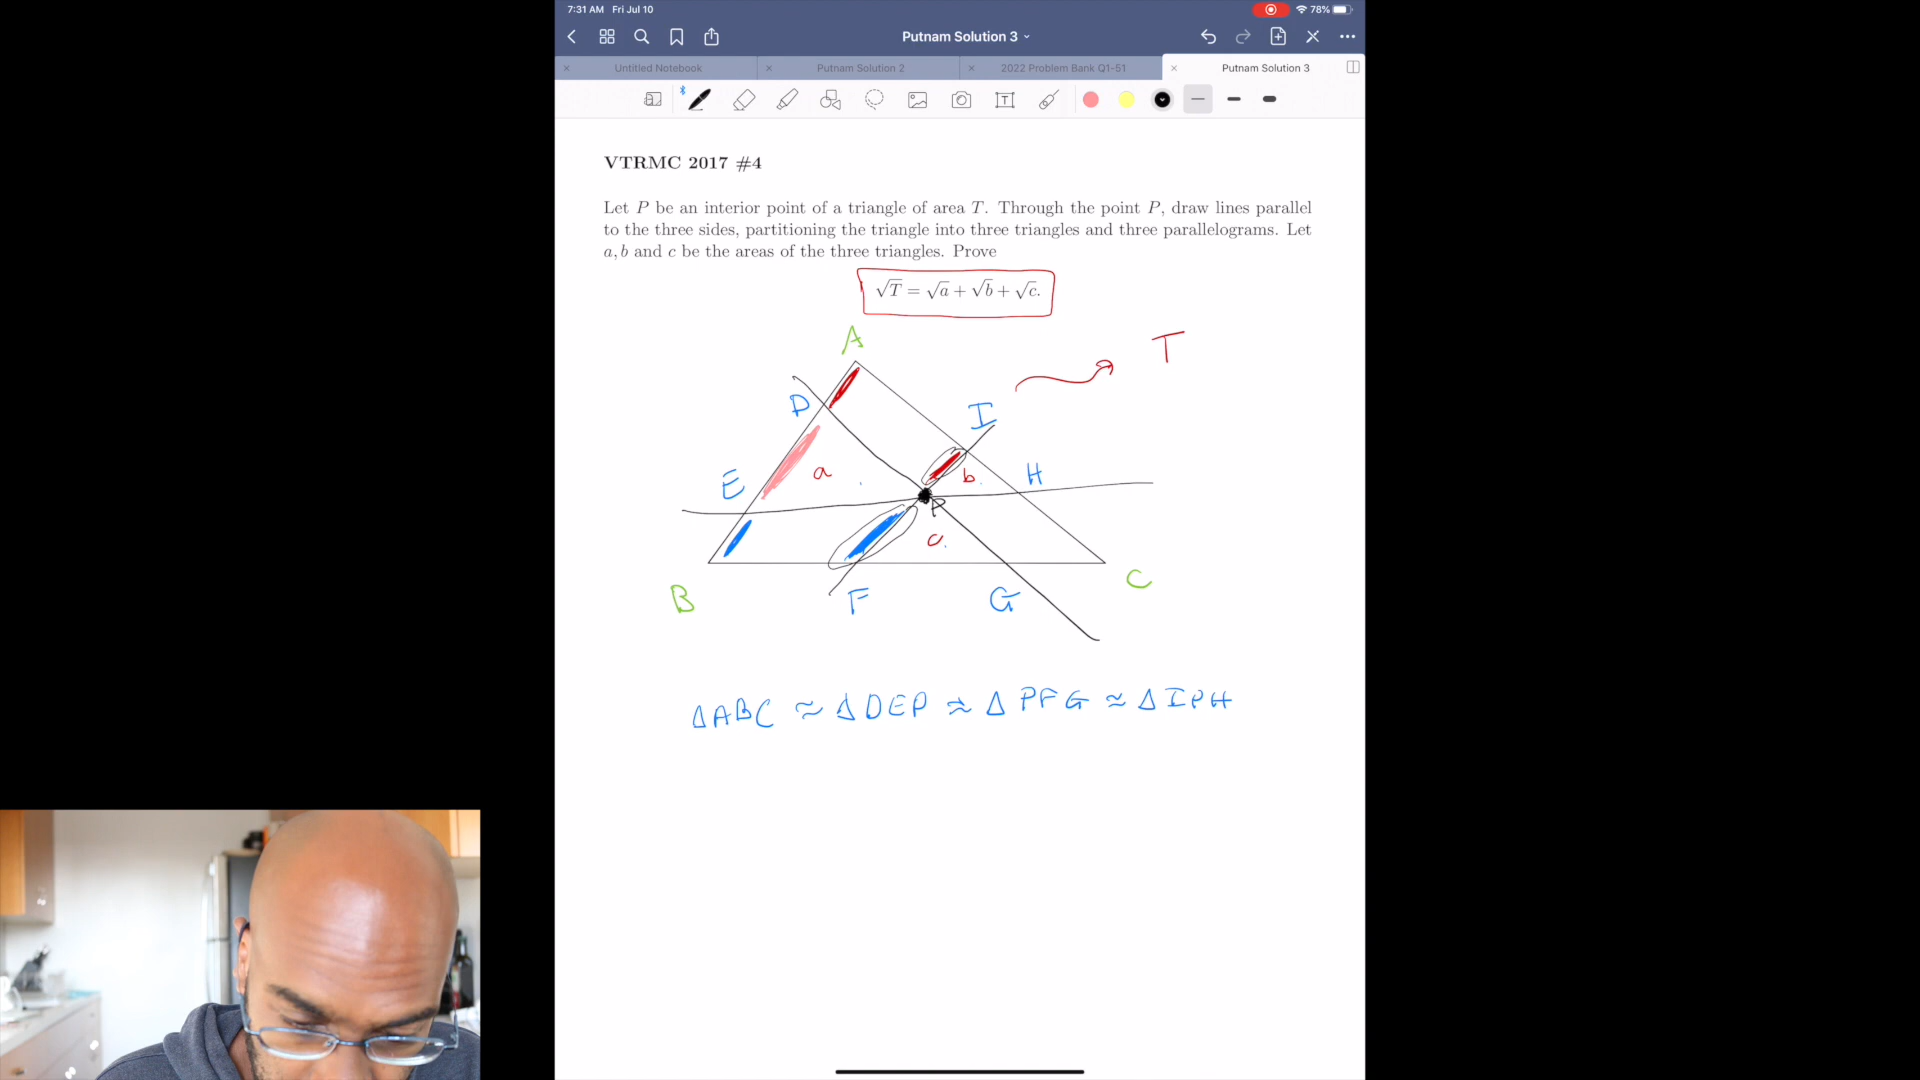 7:31 AM Fri Jul 10
78%
Putnam Solution 3
Untitled Notebook
Putnam Solution 2
2022 Problem Bank Q1-51
Putnam Solution 3
VTRMC 2017 #4
Let P be an interior point of a triangle of area T. Through the point P, draw lines parallel
to the three sides, partitioning the triangle into three triangles and three parallelograms. Let
a, b and c be the areas of the three triangles. Prove
√T = √a + √b + √c.
A
T
D
I
E
a
b
H
P
c
B
F
G
C
ΔABC ≈ ΔDEP ≈ Δ PFG ≈ Δ IPH